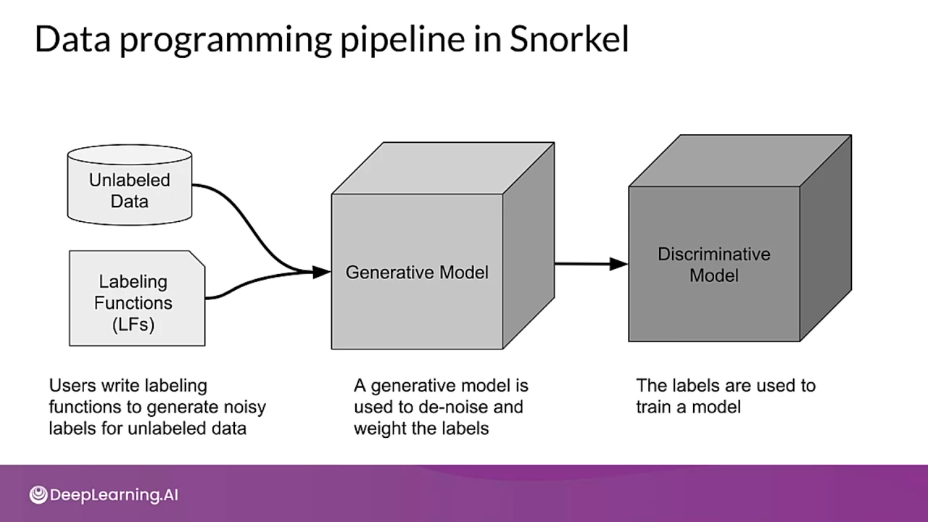 Data programming pipeline in Snorkel
Unlabeled
Data
Labeling
Functions
(LFs)
Generative Model
Discriminative
Model
Users write labeling
functions to generate noisy
labels for unlabeled data
A generative model is
used to de-noise and
weight the labels
The labels are used to
train a model
DeepLearning.AI